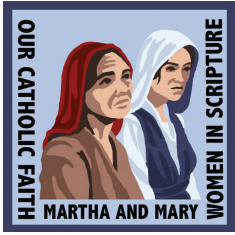 OUR CATHOLIC FAITH
WOMEN IN SCRIPTURE
MARTHA AND MARY